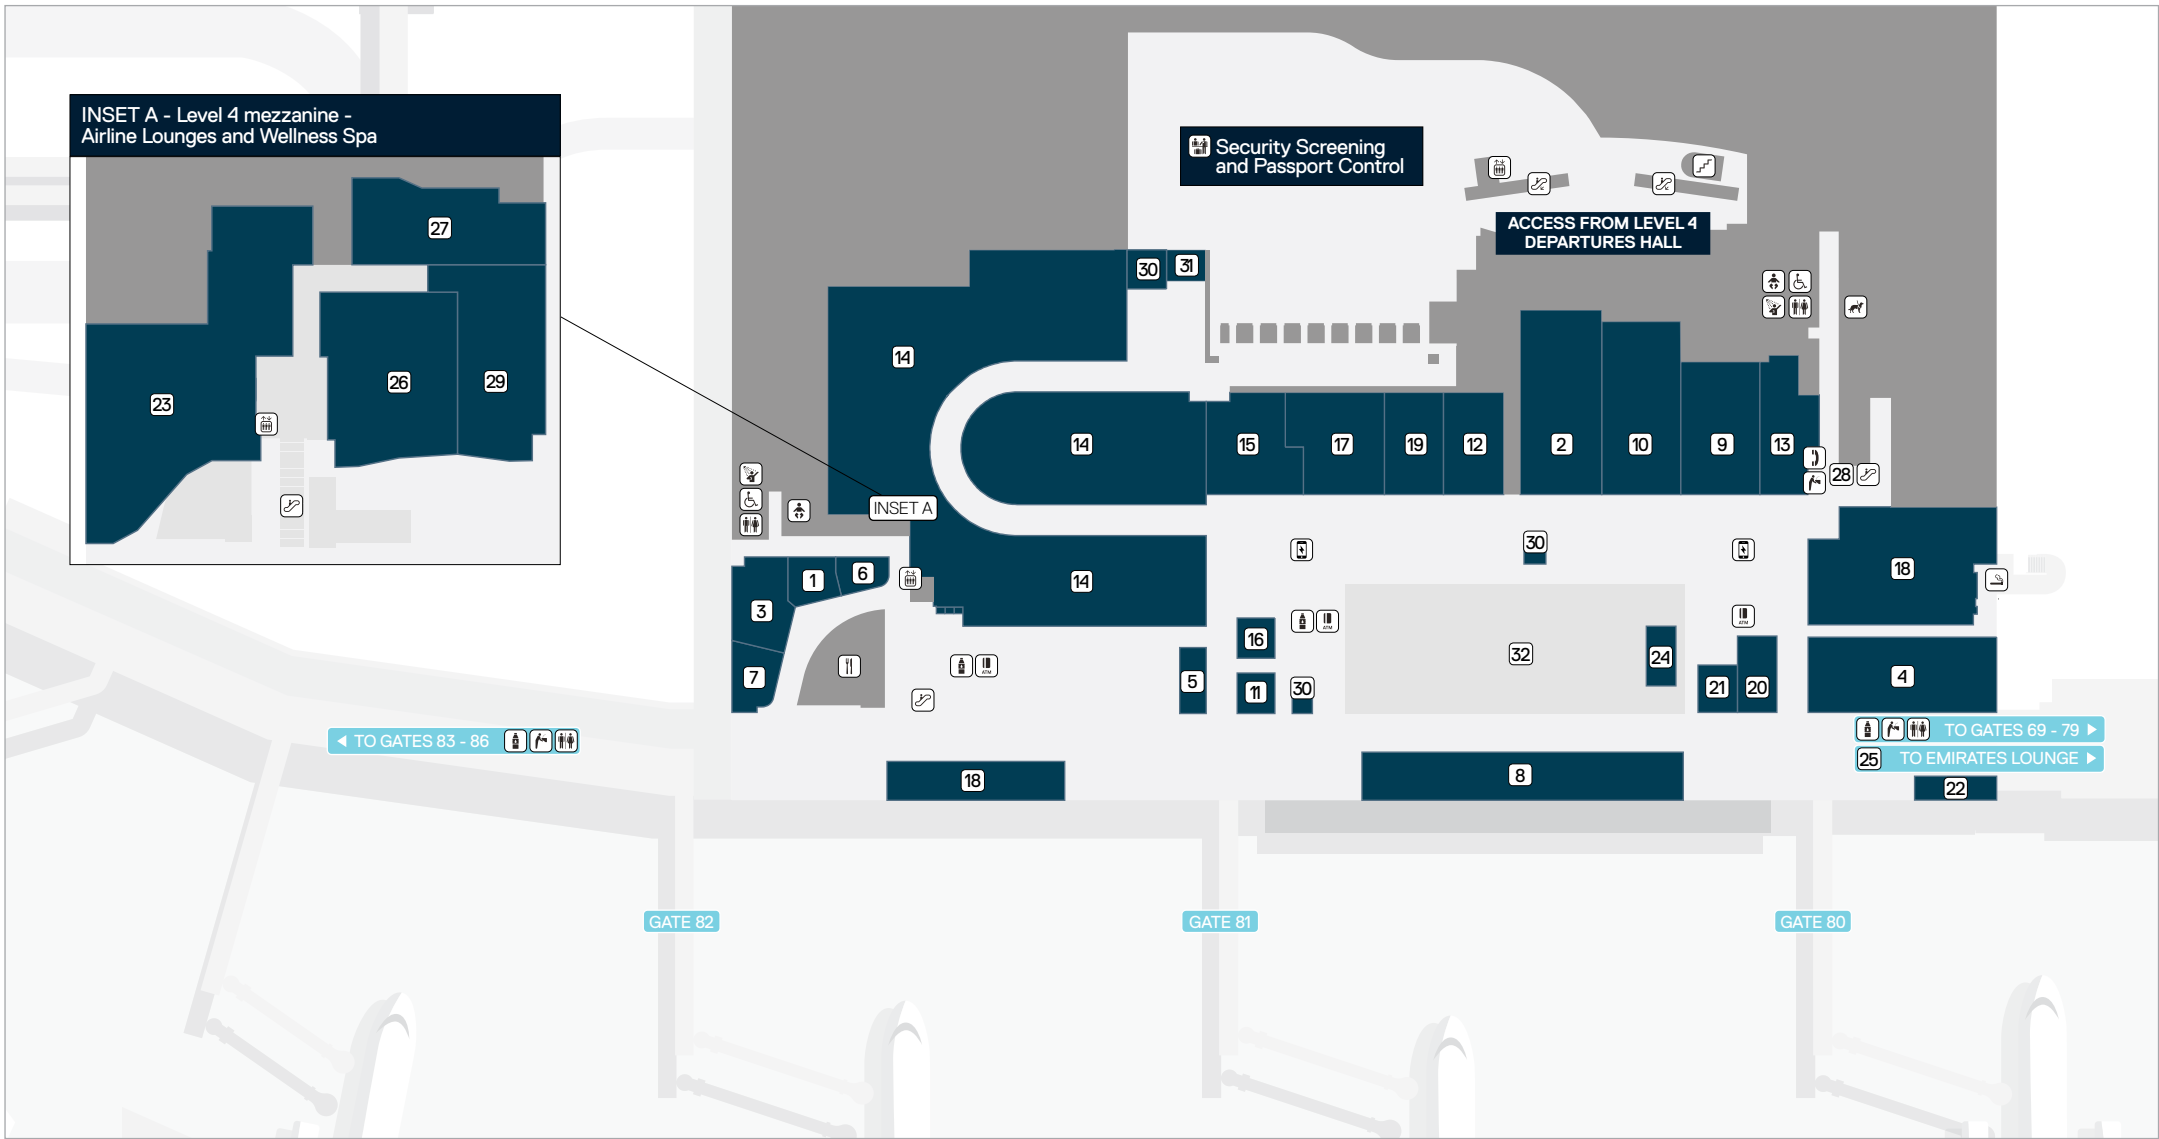 INSET A - Level 4 mezzanine -
Airline Lounges and Wellness Spa
27
23
26
29
Security Screening
and Passport Control
ACCESS FROM LEVEL 4
DEPARTURES HALL
30
31
14
14
15
17
19
12
2
10
9
13
28
INSET A
30
18
1
6
3
14
16
32
24
ATM
ATM
ATM
7
5
11
30
21
20
4
TO GATES 83 - 86
TO GATES 69 - 79
25 TO EMIRATES LOUNGE
18
8
22
GATE 82
GATE 81
GATE 80